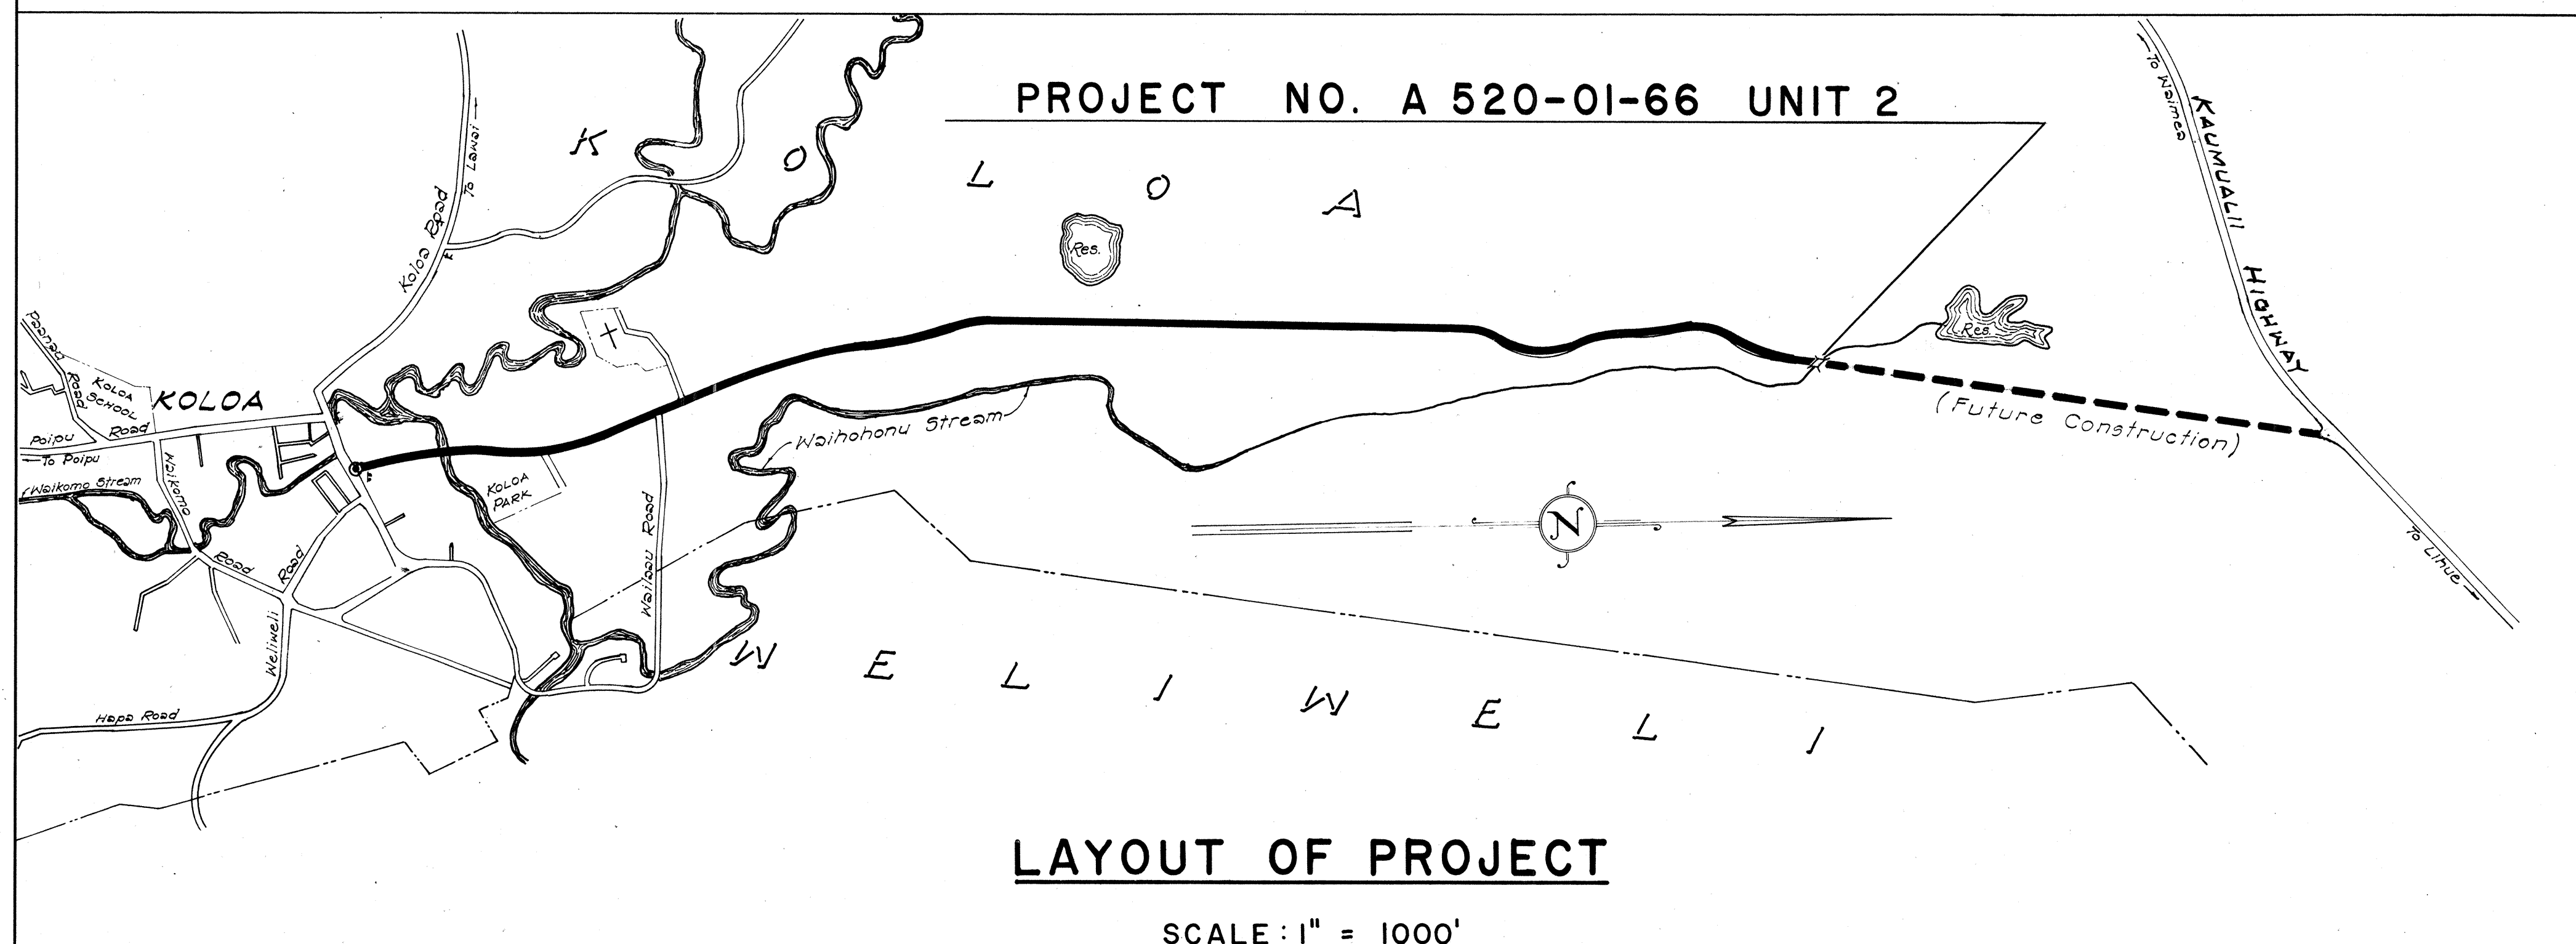 PROJECT NO. A 520-01-66 UNIT 2
To Waimea
KAUMUALII HIGHWAY
To Lihue
K O L O A
To Lawai
Koloa Road
Res.
Res.
(Future Construction)
Paanau Road
KOLOA SCHOOL
KOLOA
Poipu Road
To Poipu
Waikomo Stream
Waikomo Road
Road
Weliweli
Hapa Road
KOLOA PARK
Wailaau Road
Waihohonu Stream
N
W E L I W E L I
LAYOUT OF PROJECT
SCALE: 1" = 1000'